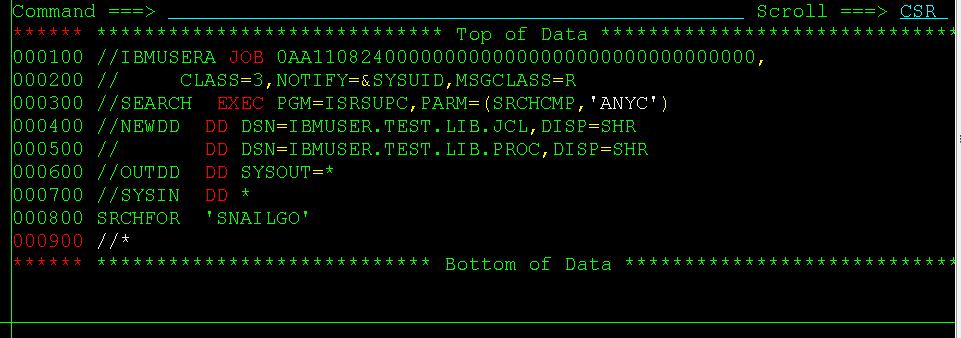 Command ===> Scroll ===> CSR
****** ***************************** Top of Data ******************************
000100 //IBMUSERA JOB 0AA1108240000000000000000000000000000000,
000200 //     CLASS=3,NOTIFY=&SYSUID,MSGCLASS=R
000300 //SEARCH  EXEC PGM=ISRSUPC,PARM=(SRCHCMP,'ANYC')
000400 //NEWDD  DD DSN=IBMUSER.TEST.LIB.JCL,DISP=SHR
000500 //       DD DSN=IBMUSER.TEST.LIB.PROC,DISP=SHR
000600 //OUTDD  DD SYSOUT=*
000700 //SYSIN  DD *
000800 SRCHFOR  'SNAILGO'
000900 //*
****** **************************** Bottom of Data ****************************